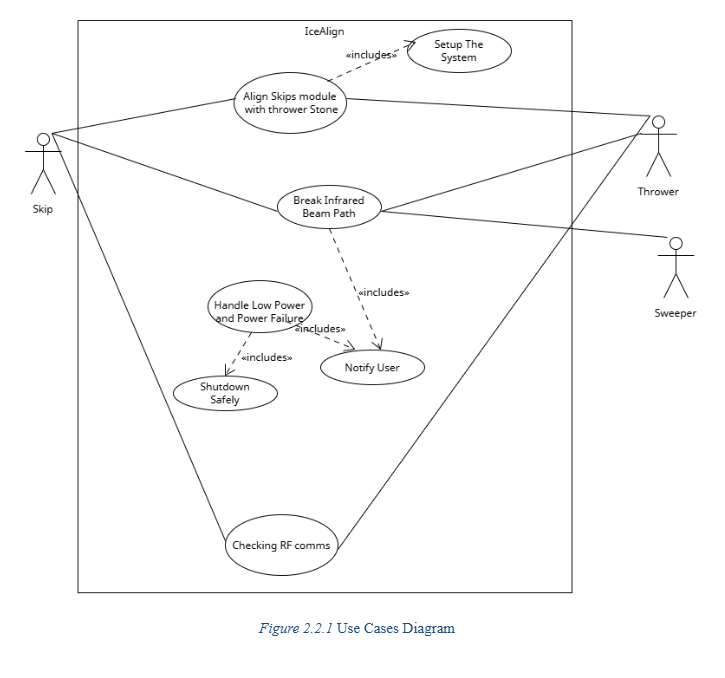 IceAlign
«includes»
Setup The
System
Align Skips module
with thrower Stone
Skip
Thrower
Break Infrared
Beam Path
Sweeper
«includes»
Handle Low Power
and Power Failure
«includes»
«includes»
Notify User
Shutdown
Safely
Checking RF comms
Figure 2.2.1 Use Cases Diagram